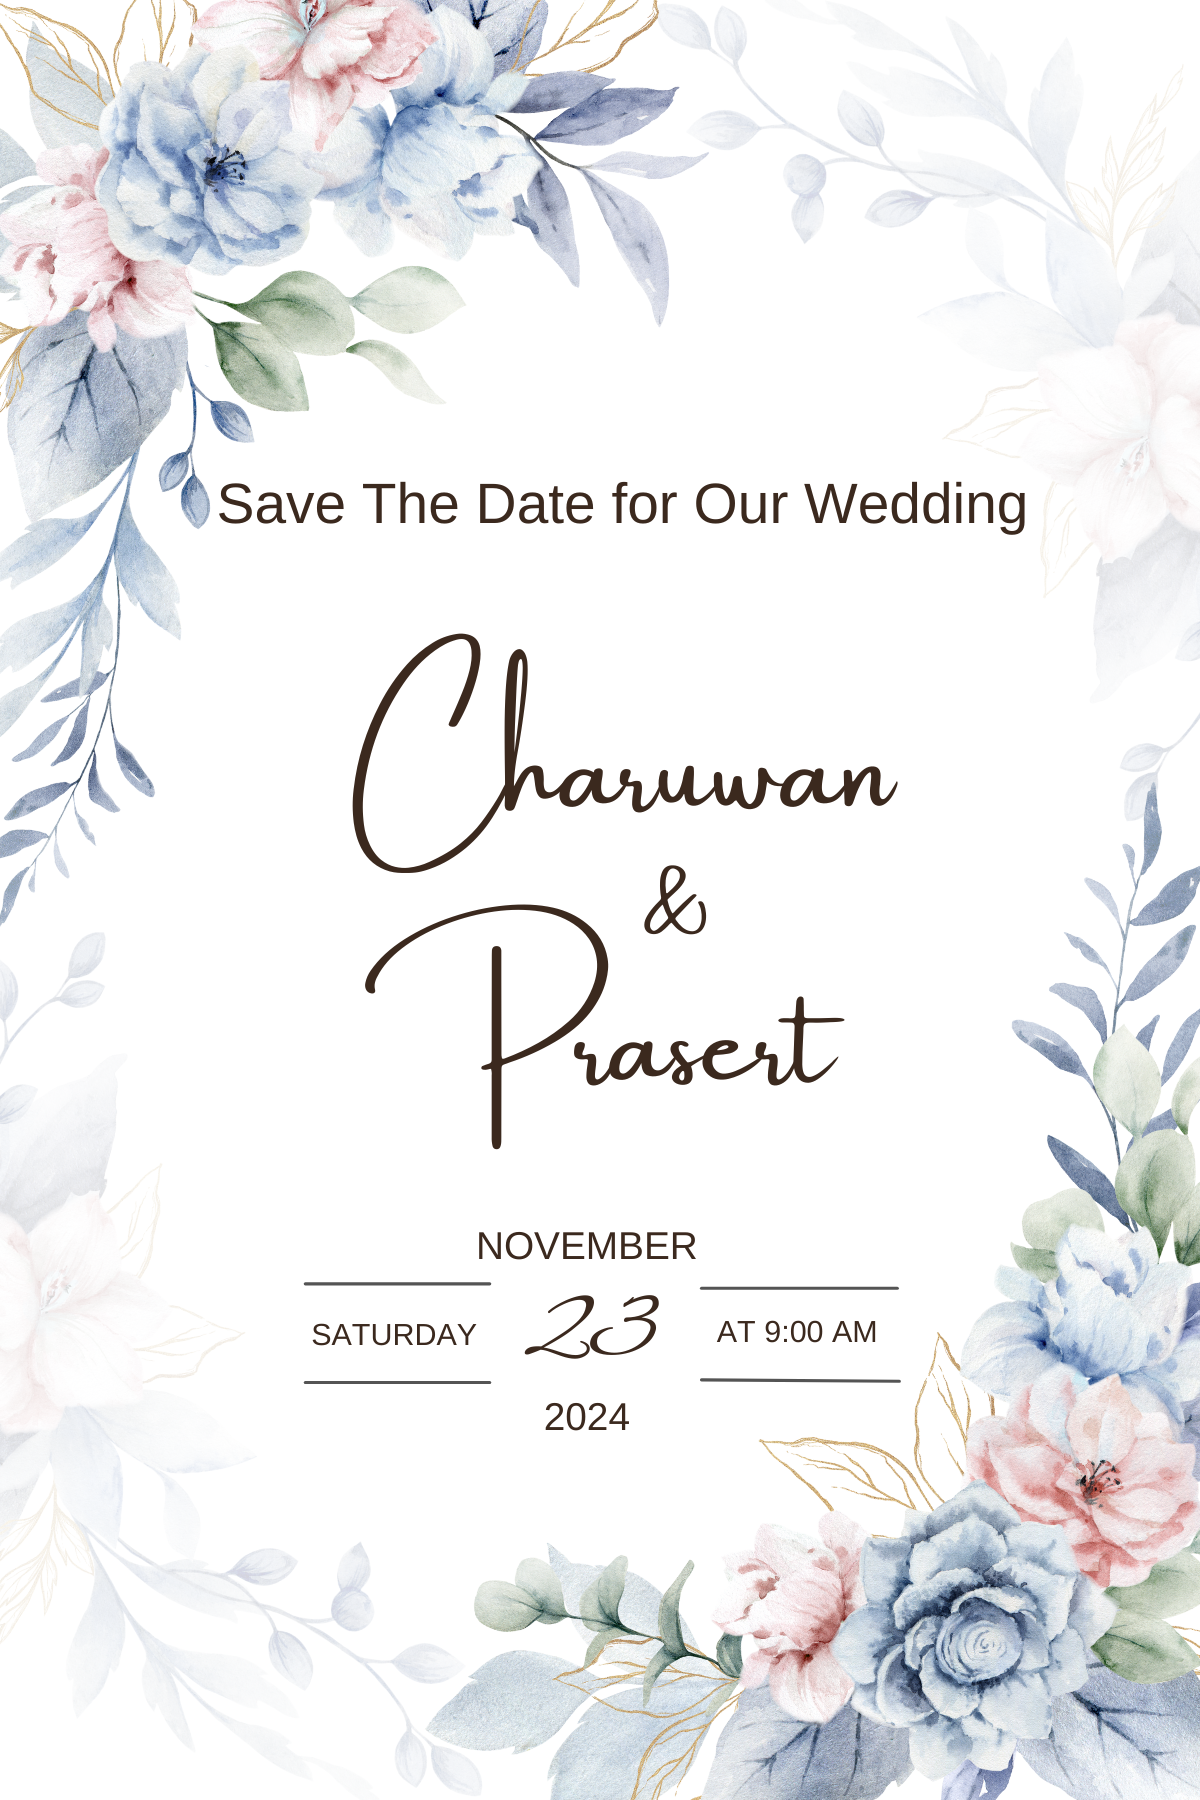 Save The Date for Our Wedding
Charuwan
&
Prasert
NOVEMBER
SATURDAY
23
AT 9:00 AM
2024